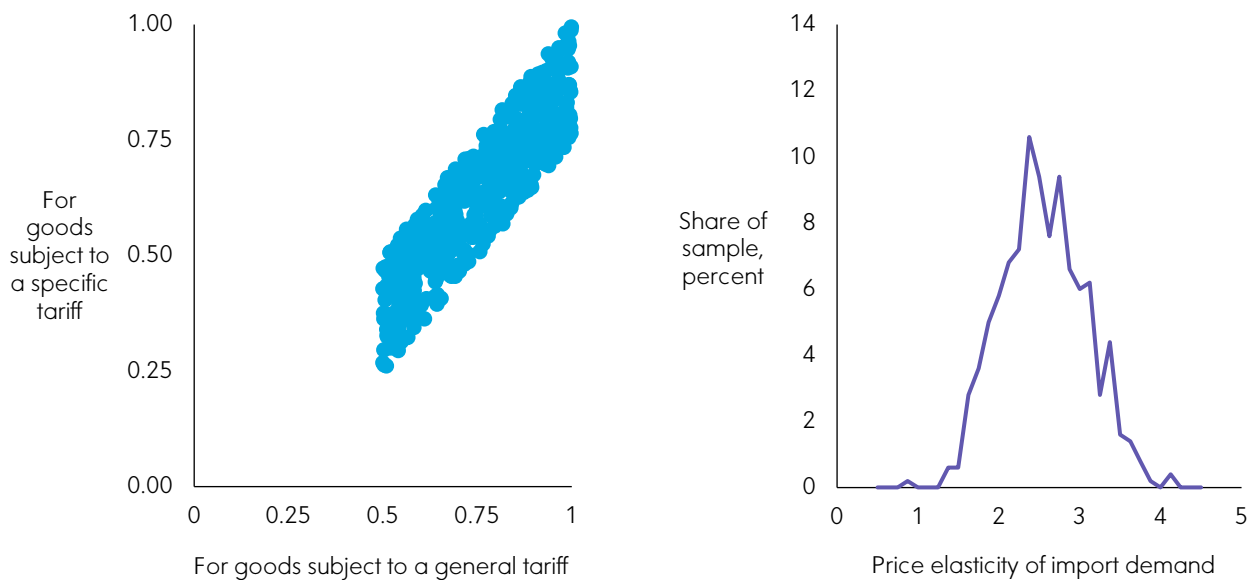 1.00
0.75
0.50
0.25
0.00
For
goods
subject to
a specific
tariff
0
0.25
0.5
0.75
1
For goods subject to a general tariff
14
12
10
8
6
4
2
0
Share of
sample,
percent
0
1
2
3
4
5
Price elasticity of import demand